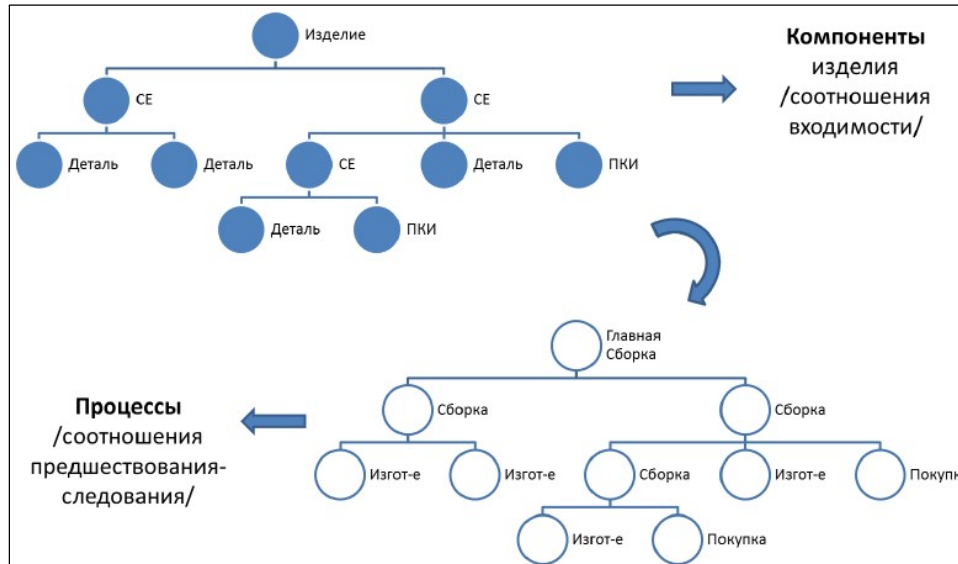 Изделие
Компоненты
изделия
/соотношения
входимости/
СЕ
СЕ
Деталь
Деталь
СЕ
Деталь
ПКИ
Деталь
ПКИ
Главная
Сборка
Процессы
/соотношения
предшествования-
следования/
Сборка
Сборка
Изгот-е
Изгот-е
Сборка
Изгот-е
Покупк
Изгот-е
Покупка